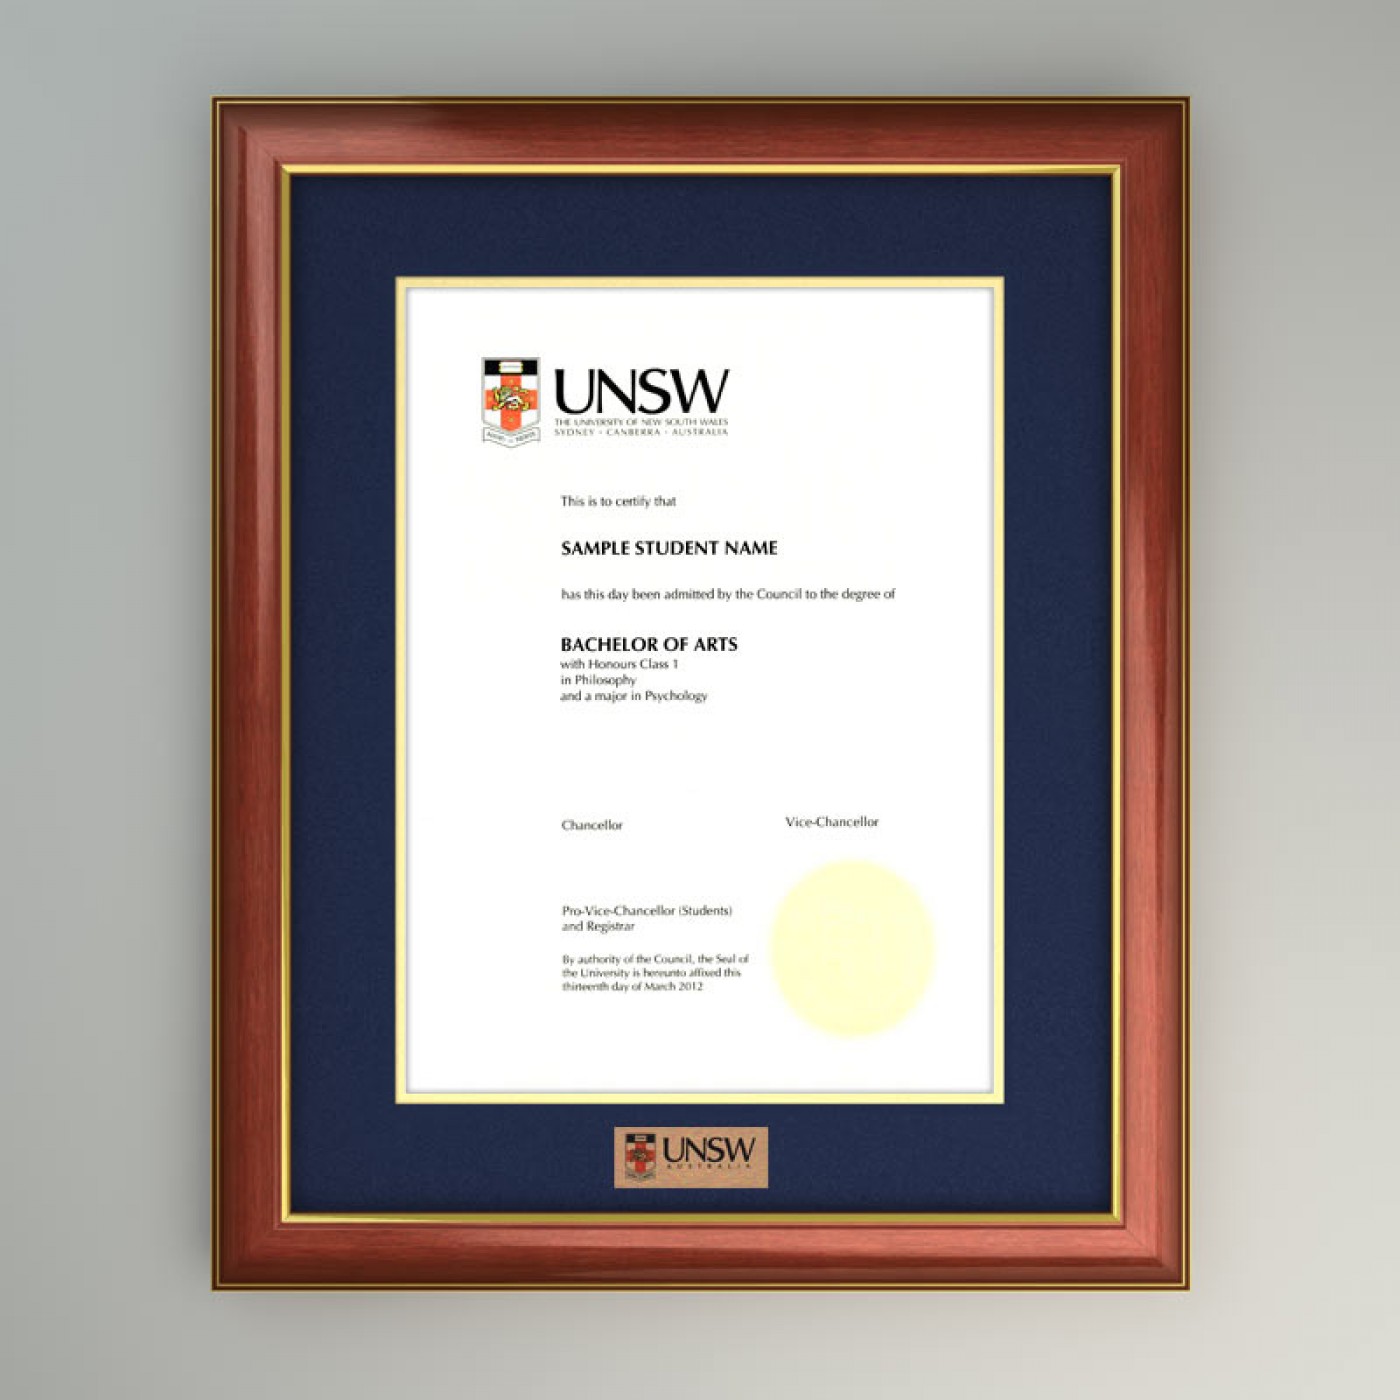 UNSW
THE UNIVERSITY OF NEW SOUTH WALES
SYDNEY · CANBERRA · AUSTRALIA
This is to certify that
SAMPLE STUDENT NAME
has this day been admitted by the Council to the degree of
BACHELOR OF ARTS
with Honours Class 1
in Philosophy
and a major in Psychology
Chancellor
Vice-Chancellor
Pro-Vice-Chancellor (Students)
and Registrar
By authority of the Council, the Seal of
the University is hereunto affixed this
thirteenth day of March 2012
UNSW
AUSTRALIA